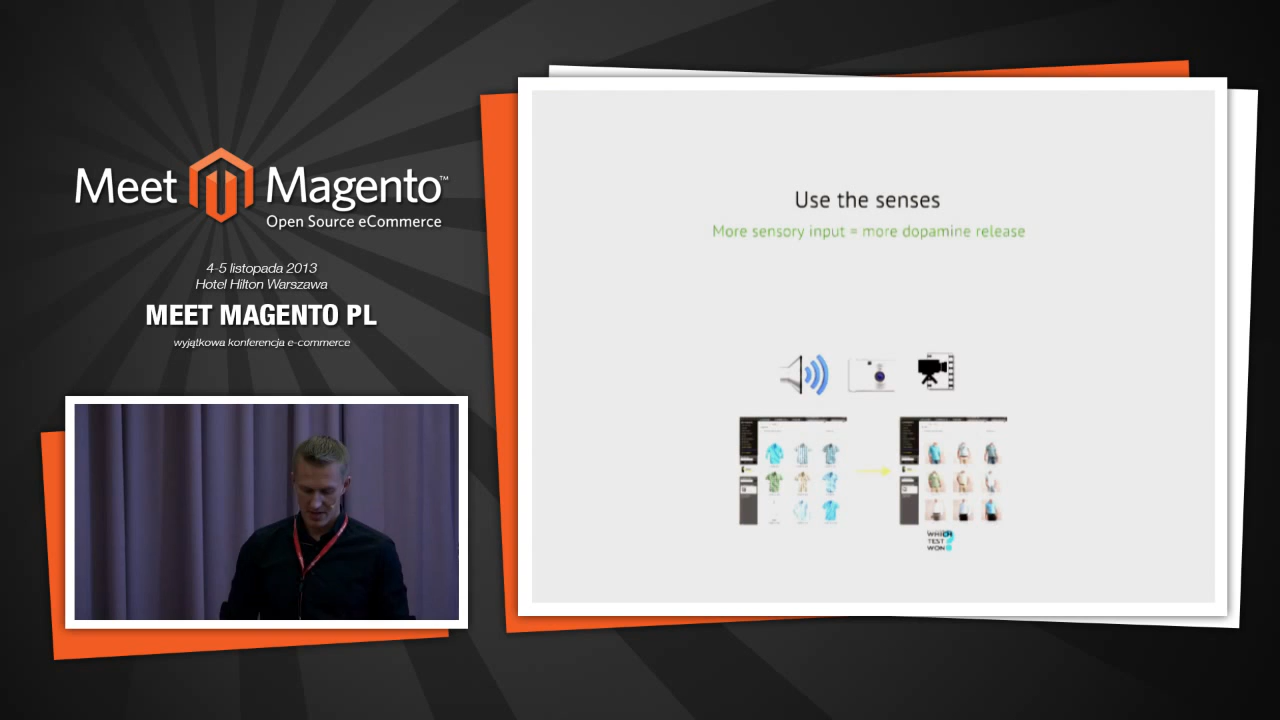 Meet Magento™
Open Source eCommerce
4-5 listopada 2013
Hotel Hilton Warszawa
MEET MAGENTO PL
wyjątkowa konferencja e-commerce
Use the senses
More sensory input = more dopamine release
WHICH
TEST
WON?